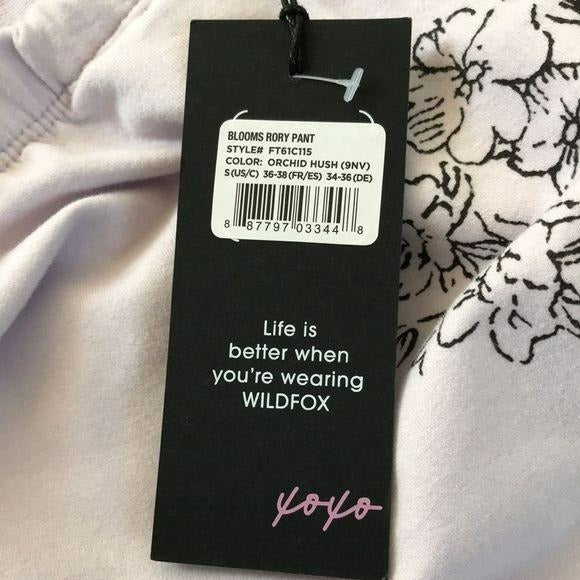 BLOOMS RORY PANT
STYLE# FT61C115
COLOR: ORCHID HUSH (9NV)
S(US/C) 36-38(FR/ES) 34-36(DE)
8 87797 03344 8
Life is
better when
you're wearing
WILDFOX
xoxo